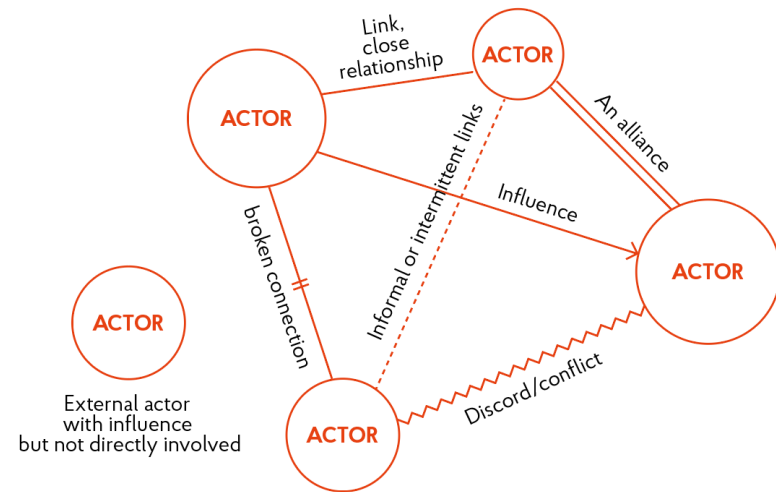 Link,
close
relationship
ACTOR
ACTOR
An alliance
Informal or intermittent links
Influence
broken connection
ACTOR
ACTOR
Discord/conflict
ACTOR
External actor
with influence
but not directly involved